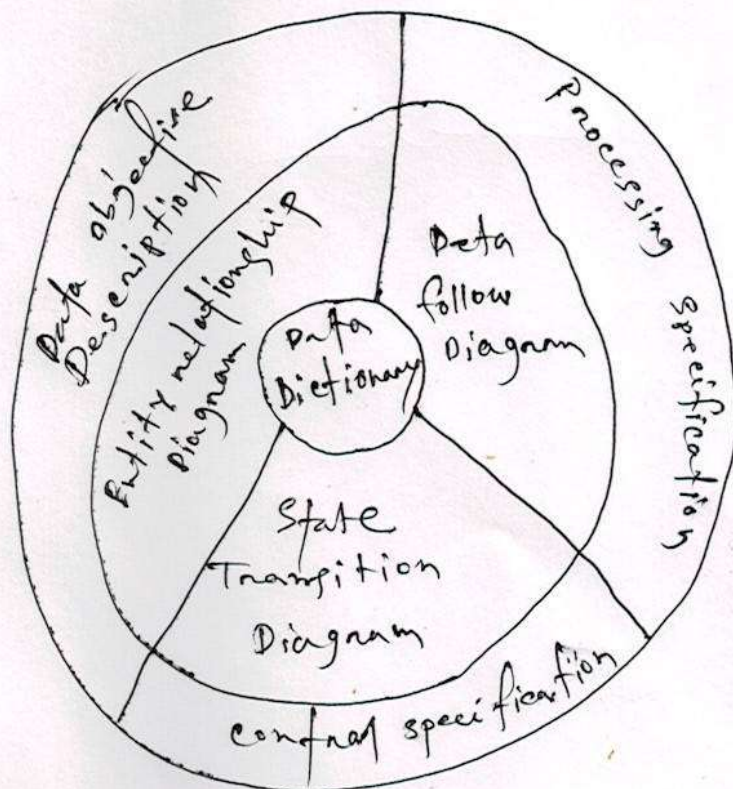 Data objective
Description
Entity relationship
Diagram
Data
Dictionary
Data
follow
Diagram
Processing specification
State
Transition
Diagram
control specification